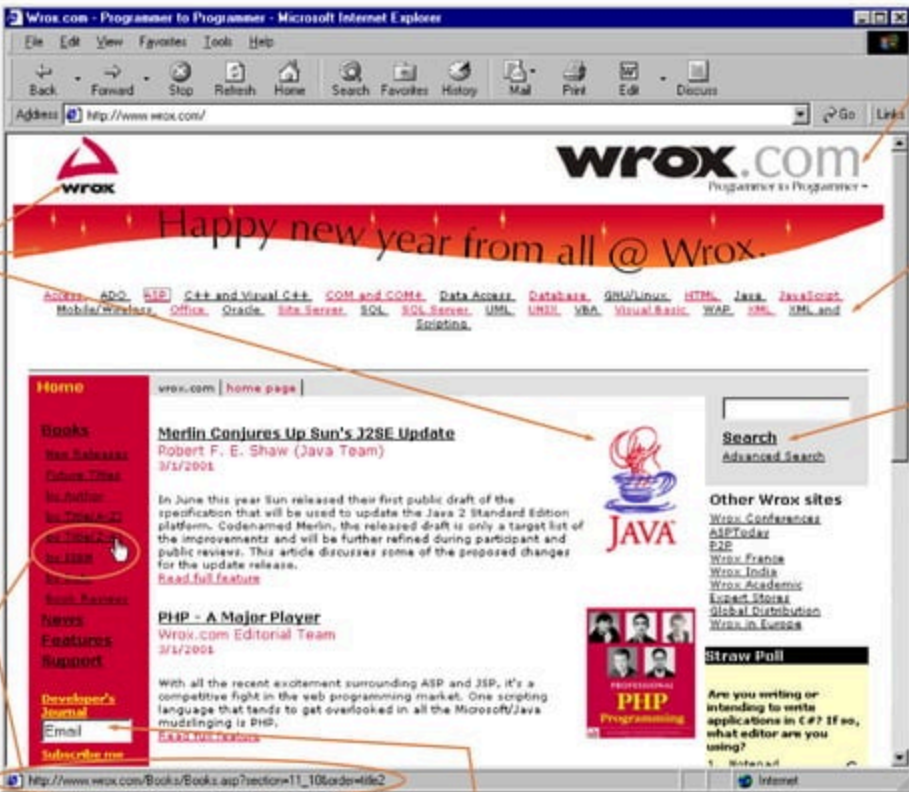 Wrox.com - Programmer to Programmer - Microsoft Internet Explorer
File Edit View Favorites Tools Help
Back Forward Stop Refresh Home Search Favorites History Mail Print Edit Discuss
Address http://www.wrox.com/ Go Links
wrox
wrox.com
Programmer to Programmer™
Happy new year from all @ Wrox.
Access ADO ASP C++ and Visual C++ COM and COM+ Data Access Database GNU/Linux HTML Java JavaScript
Mobile/Wireless Office Oracle Site Server SQL SQL Server UML UNIX VBA Visual Basic WAP XML XML and
Scripting
Home
wrox.com | home page |
Books
New Releases
Future Titles
by Author
by Title(A-Z)
by ISBN
Book Reviews
News
Features
Support
Developer's
Journal
Email
Subscribe me
Merlin Conjures Up Sun's J2SE Update
Robert F. E. Shaw (Java Team)
3/1/2001
In June this year Sun released their first public draft of the
specification that will be used to update the Java 2 Standard Edition
platform. Codenamed Merlin, the released draft is only a target list of
the improvements and will be further refined during participant and
public reviews. This article discusses some of the proposed changes
for the update release.
Read full feature
JAVA
PHP - A Major Player
Wrox.com Editorial Team
3/1/2001
With all the recent excitement surrounding ASP and JSP, it's a
competitive fight in the web programming market. One scripting
language that tends to get overlooked in all the Microsoft/Java
mudslinging is PHP.
Read full feature
PROFESSIONAL
PHP
Programming
Search
Advanced Search
Other Wrox sites
Wrox Conferences
ASPToday
P2P
Wrox France
Wrox India
Wrox Academic
Expert Stores
Global Distribution
Wrox in Europe
Straw Poll
Are you writing or
intending to write
applications in C#? If so,
what editor are you
using?
1. Notepad
http://www.wrox.com/Books/Books.asp?section=11_10&order=title2
Internet